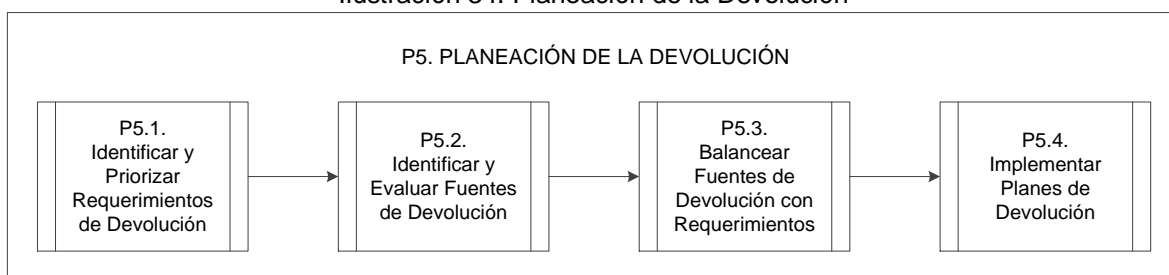 P5. PLANEACIÓN DE LA DEVOLUCIÓN
P5.1.
Identificar y
Priorizar
Requerimientos
de Devolución
P5.2.
Identificar y
Evaluar Fuentes
de Devolución
P5.3.
Balancear
Fuentes de
Devolución con
Requerimientos
P5.4.
Implementar
Planes de
Devolución